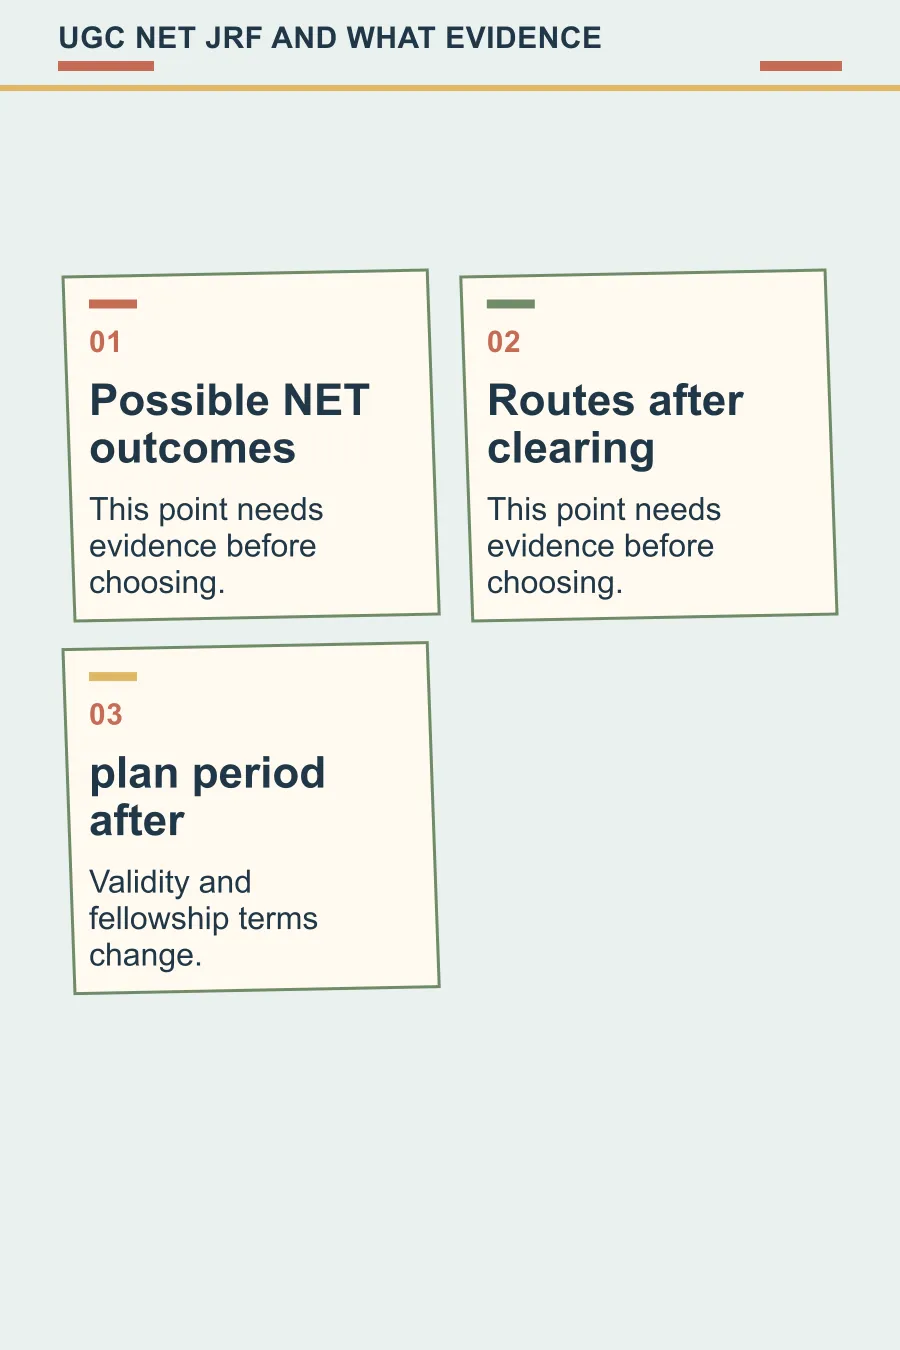 UGC NET JRF AND WHAT EVIDENCE
01
Possible NET
outcomes
This point needs
evidence before
choosing.
02
Routes after
clearing
This point needs
evidence before
choosing.
03
plan period
after
Validity and
fellowship terms
change.